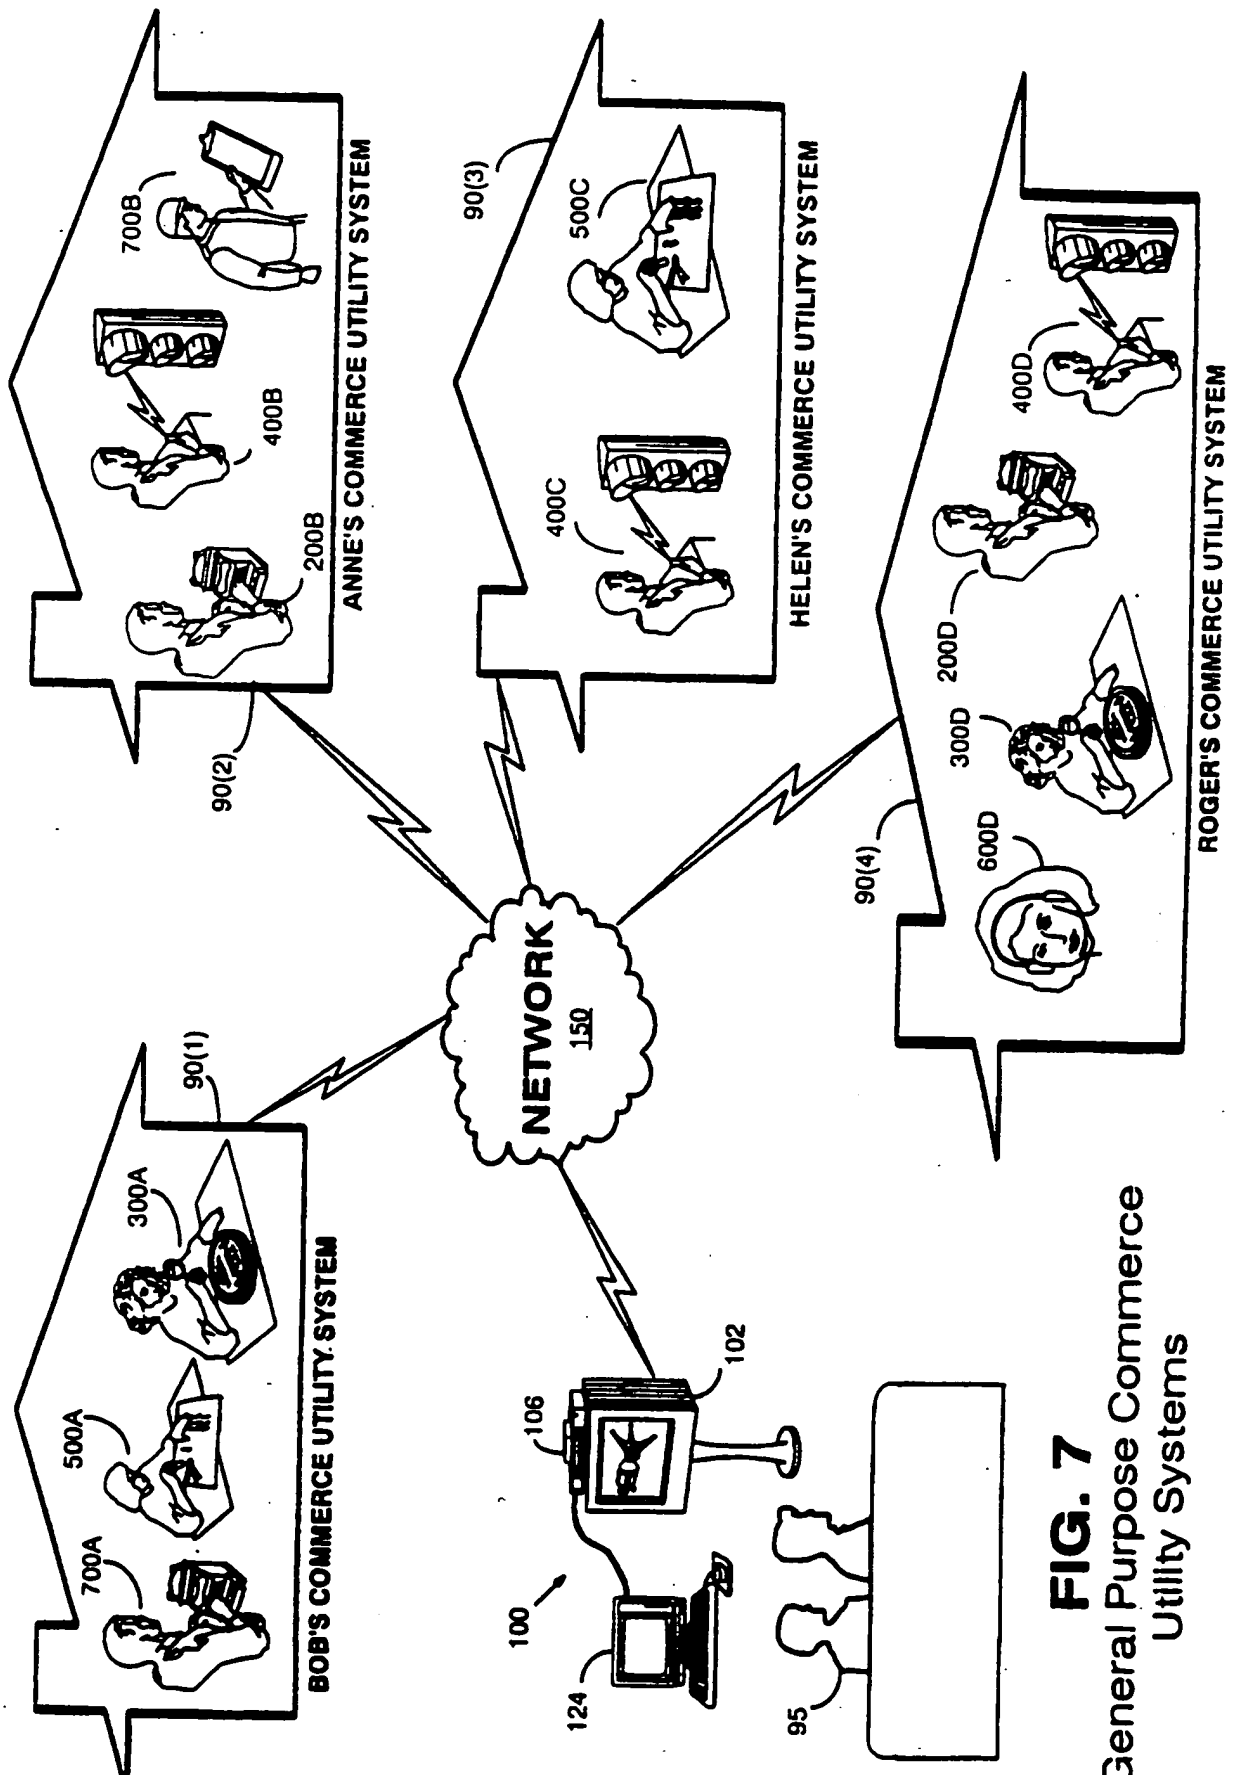 700A
500A
300A
90(1)
BOB'S COMMERCE UTILITY SYSTEM
90(2)
200B
400B
700B
ANNE'S COMMERCE UTILITY SYSTEM
100
124
106
102
NETWORK
150
400C
500C
90(3)
HELEN'S COMMERCE UTILITY SYSTEM
95
90(4)
600D
300D
200D
400D
ROGER'S COMMERCE UTILITY SYSTEM
FIG. 7
General Purpose Commerce
Utility Systems